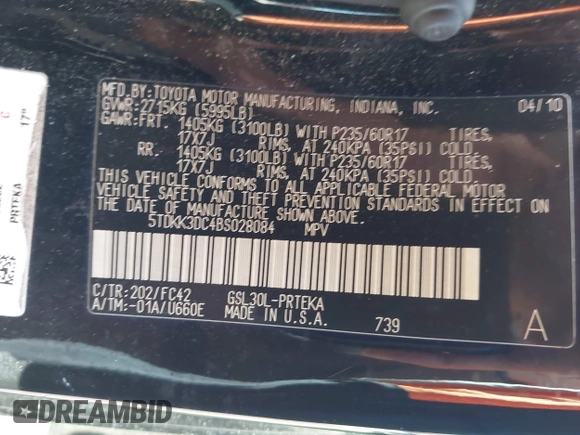 MFD.BY:TOYOTA MOTOR MANUFACTURING, INDIANA, INC. 04/10
GVWR:2715KG (5995LB)
GAWR:FRT. 1405KG (3100LB) WITH P235/60R17 TIRES,
17X7J RIMS, AT 240KPA (35PSI) COLD.
RR. 1405KG (3100LB) WITH P235/60R17 TIRES,
17X7J RIMS, AT 240KPA (35PSI) COLD.
THIS VEHICLE CONFORMS TO ALL APPLICABLE FEDERAL MOTOR
VEHICLE SAFETY AND THEFT PREVENTION STANDARDS IN EFFECT ON
THE DATE OF MANUFACTURE SHOWN ABOVE.
5TDKK3DC4BS028084 MPV
C/TR:202/FC42 GSL30L-PRTEKA
A/TM:-01A/U660E MADE IN U.S.A. 739 A
17"
C
PRTEKA
DREAMBID